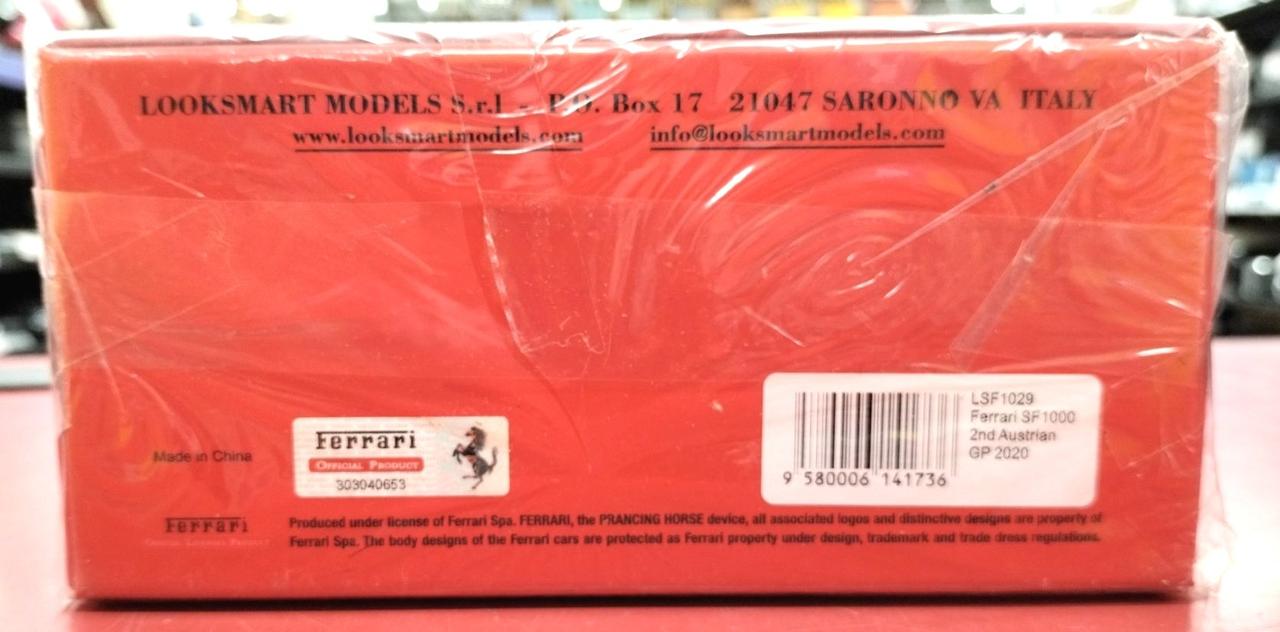 LOOKSMART MODELS S.r.l - P.O. Box 17 21047 SARONNO VA ITALY
www.looksmartmodels.com info@looksmartmodels.com
Made in China
Ferrari
OFFICIAL PRODUCT
303040653
LSF1029
Ferrari SF1000
2nd Austrian
GP 2020
9 580006 141736
Ferrari
OFFICIAL LICENSED PRODUCT
Produced under license of Ferrari Spa. FERRARI, the PRANCING HORSE device, all associated logos and distinctive designs are property of
Ferrari Spa. The body designs of the Ferrari cars are protected as Ferrari property under design, trademark and trade dress regulations.